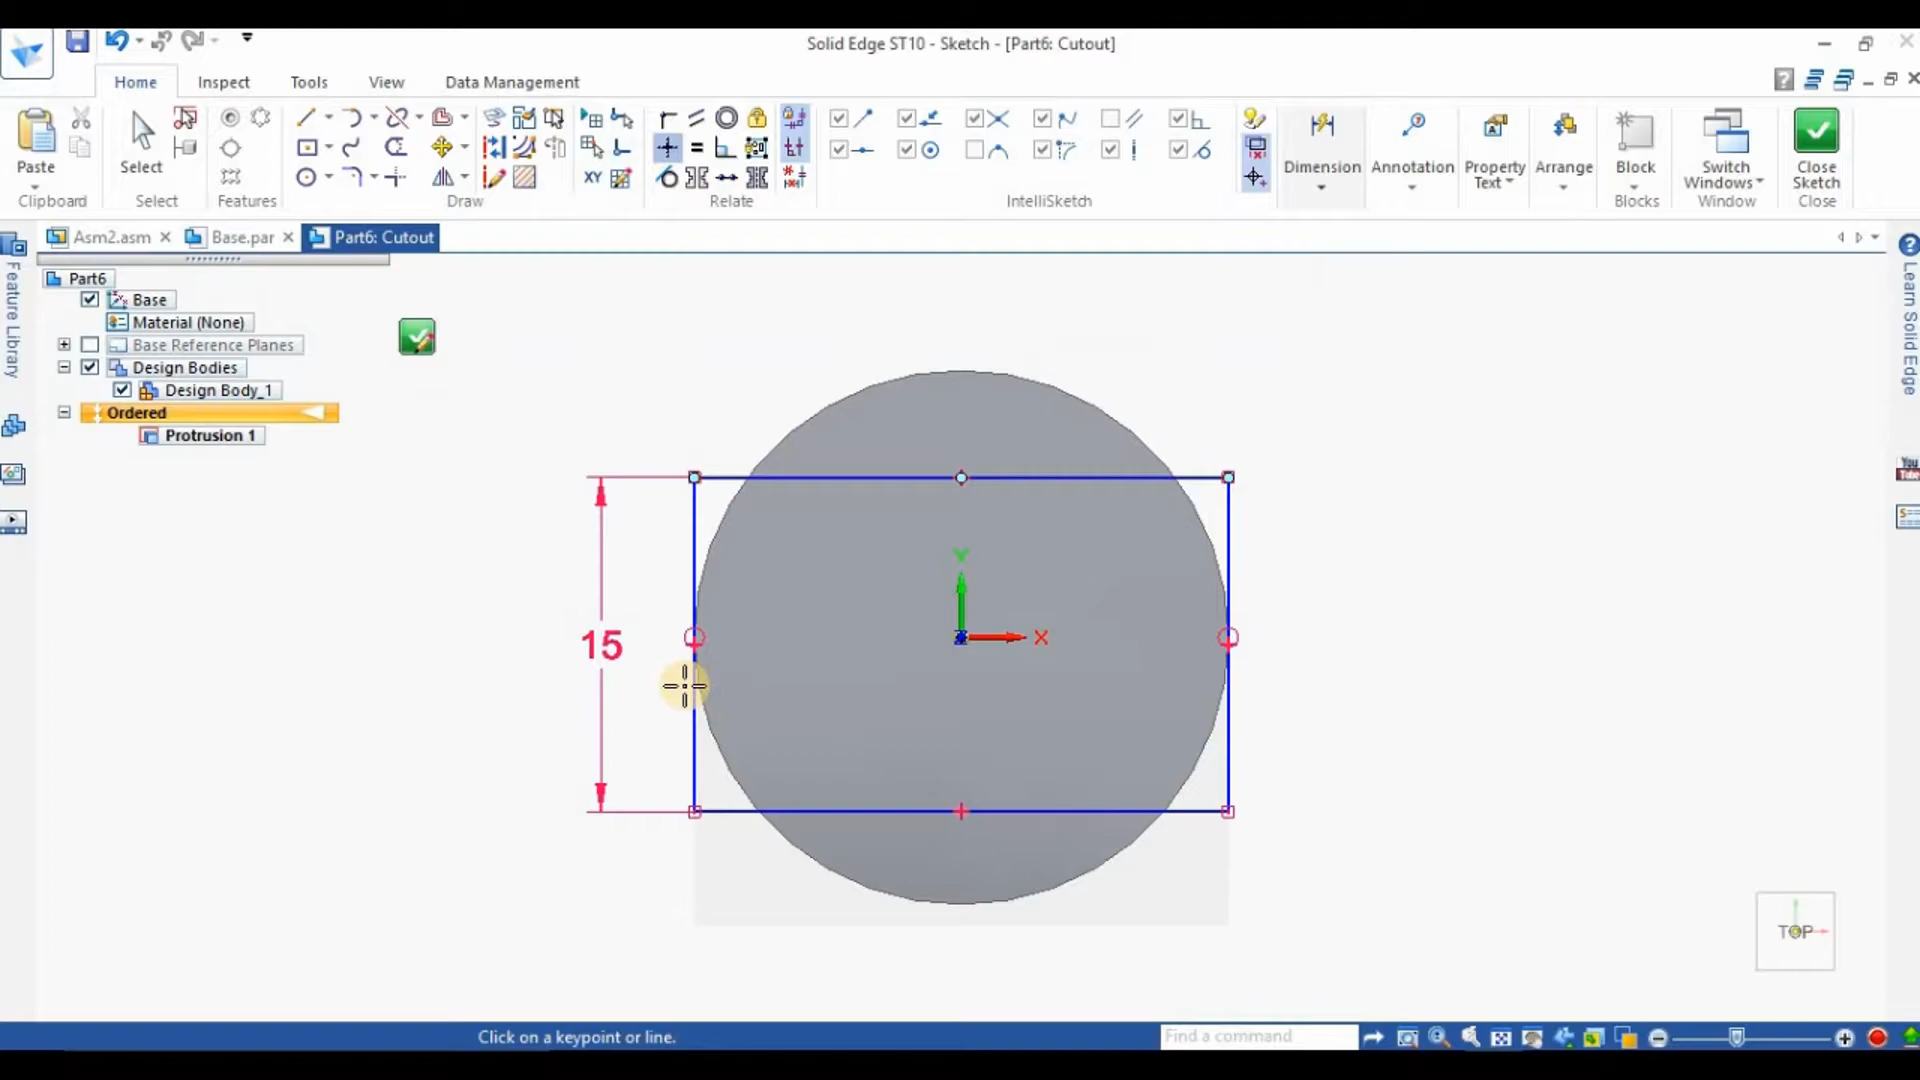 Solid Edge ST10 - Sketch - [Part6: Cutout]
Home Inspect Tools View Data Management
Paste Select Dimension Annotation Property Text Arrange Block Switch Windows Close Sketch
Clipboard Select Features Draw Relate IntelliSketch Blocks Window Close
XY
Asm2.asm Base.par Part6: Cutout
Feature Library
Learn Solid Edge
Part6
Base
Material (None)
Base Reference Planes
Design Bodies
Design Body_1
Ordered
Protrusion 1
You
Y
X
15
TOP
Click on a keypoint or line.
Find a command